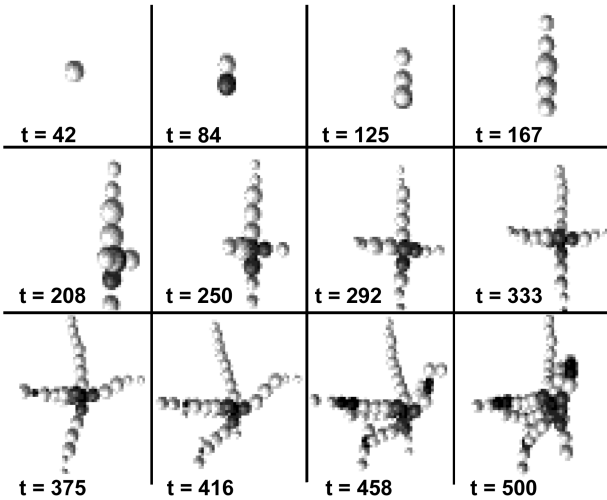 t = 42
t = 84
t = 125
t = 167
t = 208
t = 250
t = 292
t = 333
t = 375
t = 416
t = 458
t = 500